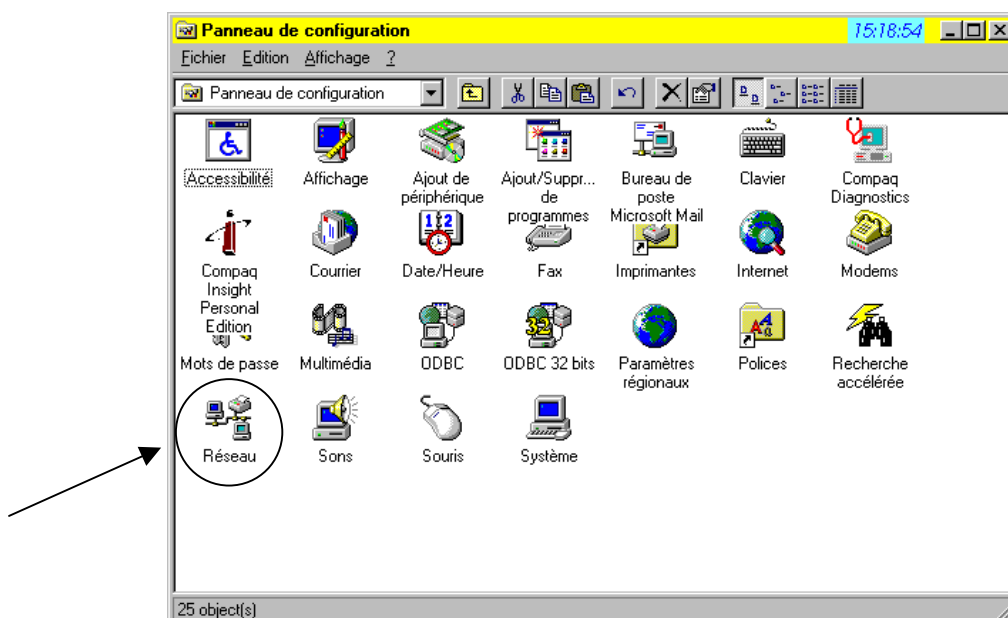 Panneau de configuration 15:18:54
Fichier Edition Affichage ?
Panneau de configuration
Accessibilité
Affichage
Ajout de
périphérique
Ajout/Suppr...
de
programmes
Bureau de
poste
Microsoft Mail
Clavier
Compaq
Diagnostics
Compaq
Insight
Personal
Edition
Courrier
Date/Heure
Fax
Imprimantes
Internet
Modems
Mots de passe
Multimédia
ODBC
ODBC 32 bits
Paramètres
régionaux
Polices
Recherche
accélérée
Réseau
Sons
Souris
Système
25 object(s)